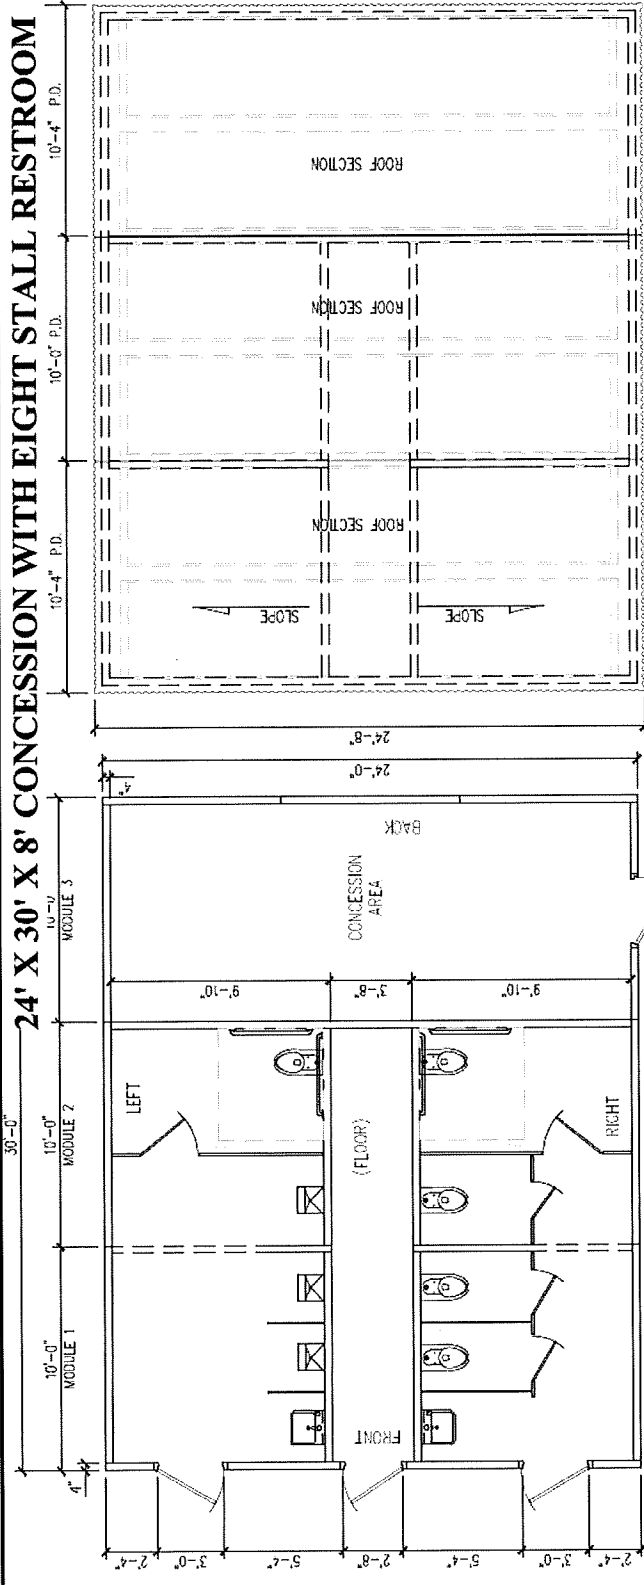 24' X 30' X 8' CONCESSION WITH EIGHT STALL RESTROOM
30'-0"
10'-0"
MODULE 1
10'-0"
MODULE 2
10'-0"
MODULE 3
4"
4"
LEFT
RIGHT
FRONT
BACK
(FLOOR)
CONCESSION
AREA
9'-10"
3'-8"
9'-10"
24'-0"
24'-8"
2'-4"
3'-0"
5'-4"
2'-8"
5'-4"
3'-0"
2'-4"
10'-4" P.D.
10'-0" P.D.
10'-4" P.D.
ROOF SECTION
ROOF SECTION
ROOF SECTION
SLOPE
SLOPE